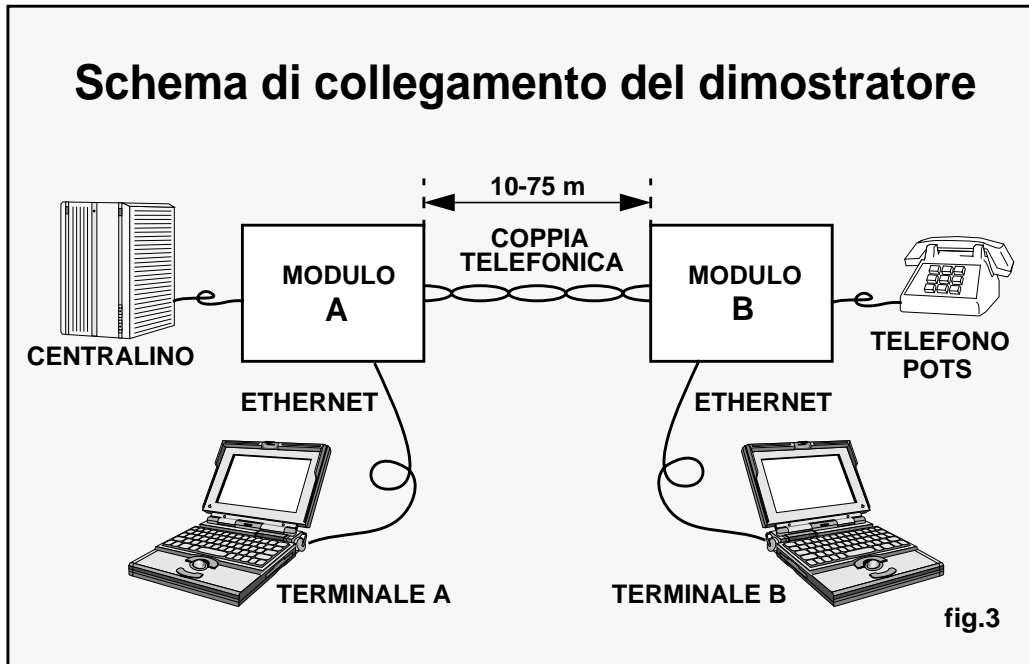 Schema di collegamento del dimostratore
10-75 m
COPPIA
TELEFONICA
MODULO
A
MODULO
B
CENTRALINO
TELEFONO
POTS
ETHERNET
ETHERNET
TERMINALE A
TERMINALE B
fig.3